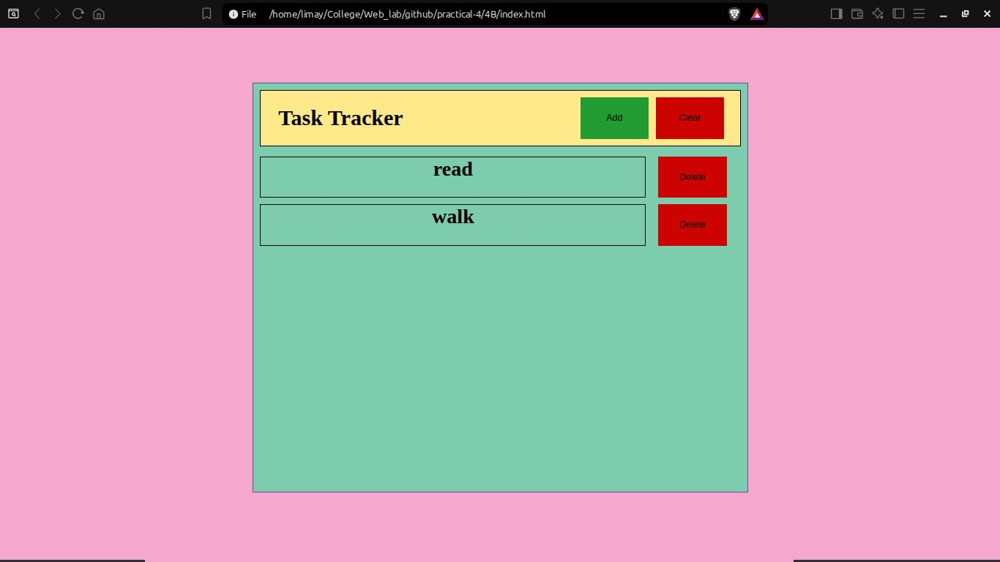 File /home/limay/College/Web_lab/github/practical-4/4B/index.html
Task Tracker Add Clear
read Delete
walk Delete